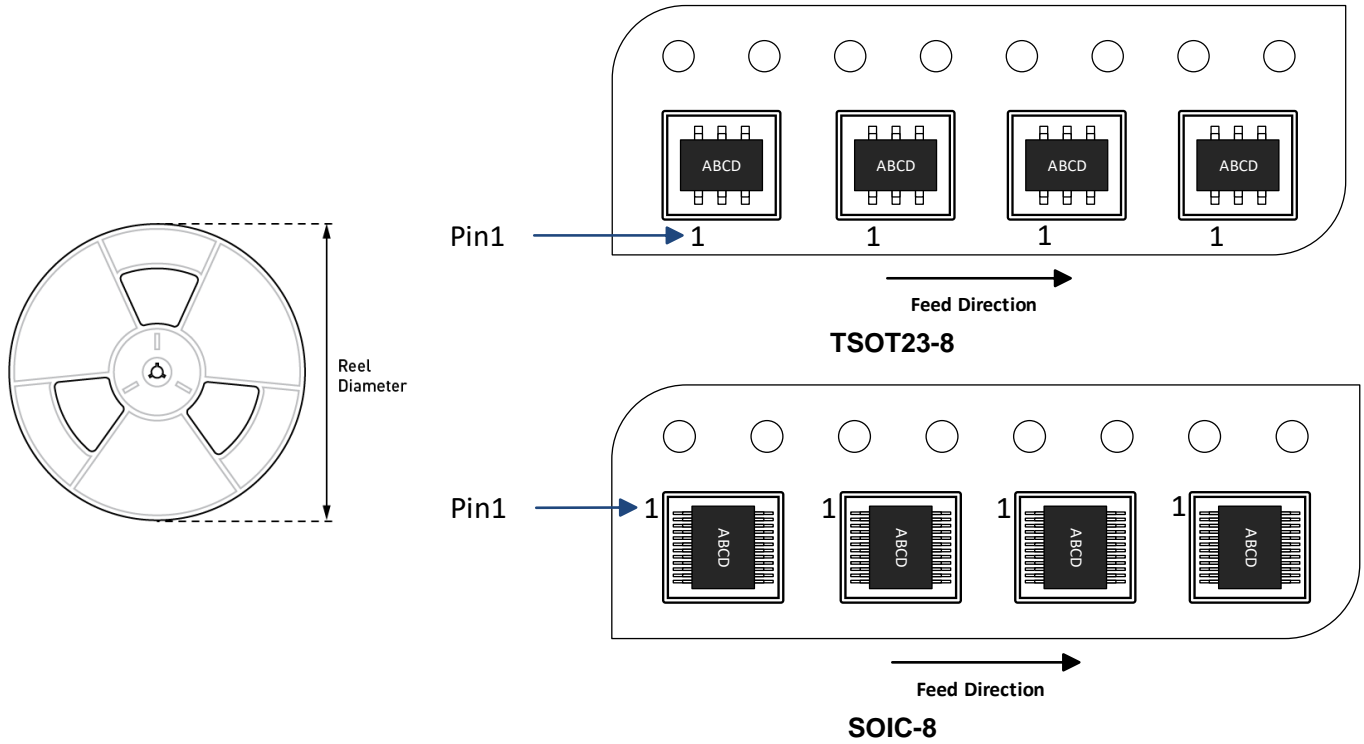 ABCD ABCD ABCD ABCD
Pin1 1 1 1 1
Feed Direction
TSOT23-8
Reel
Diameter
Pin1 1 1 1 1
ABCD ABCD ABCD ABCD
Feed Direction
SOIC-8